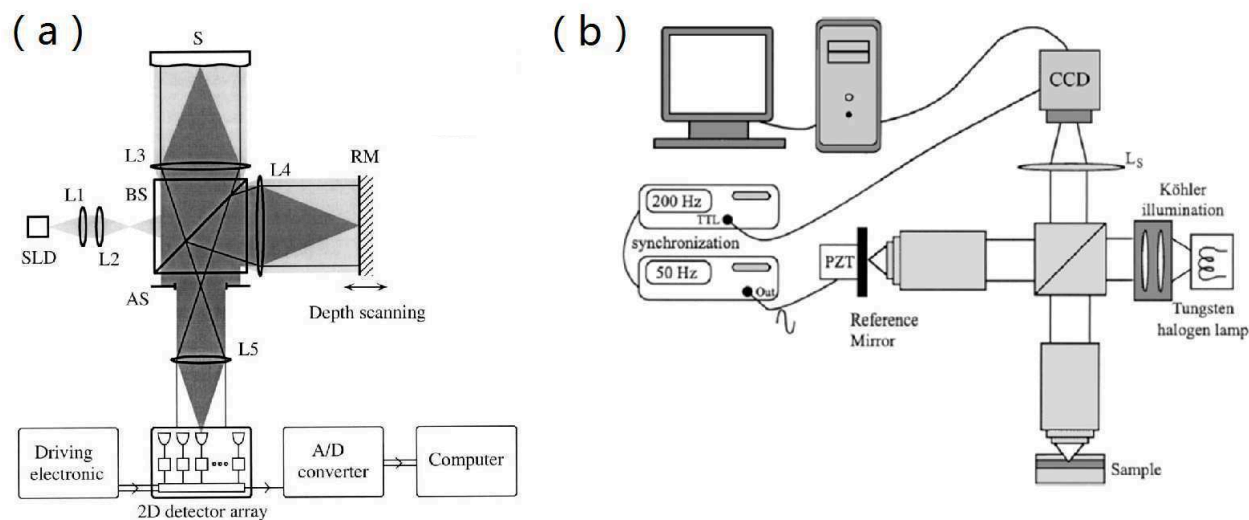 (a)
S
L3
L4
RM
BS
L1
SLD
L2
AS
Depth scanning
L5
Driving
electronic
A/D
converter
Computer
2D detector array
(b)
CCD
LS
Köhler
illumination
200 Hz
TTL
synchronization
50 Hz
Out
PZT
Reference
Mirror
Tungsten
halogen lamp
Sample